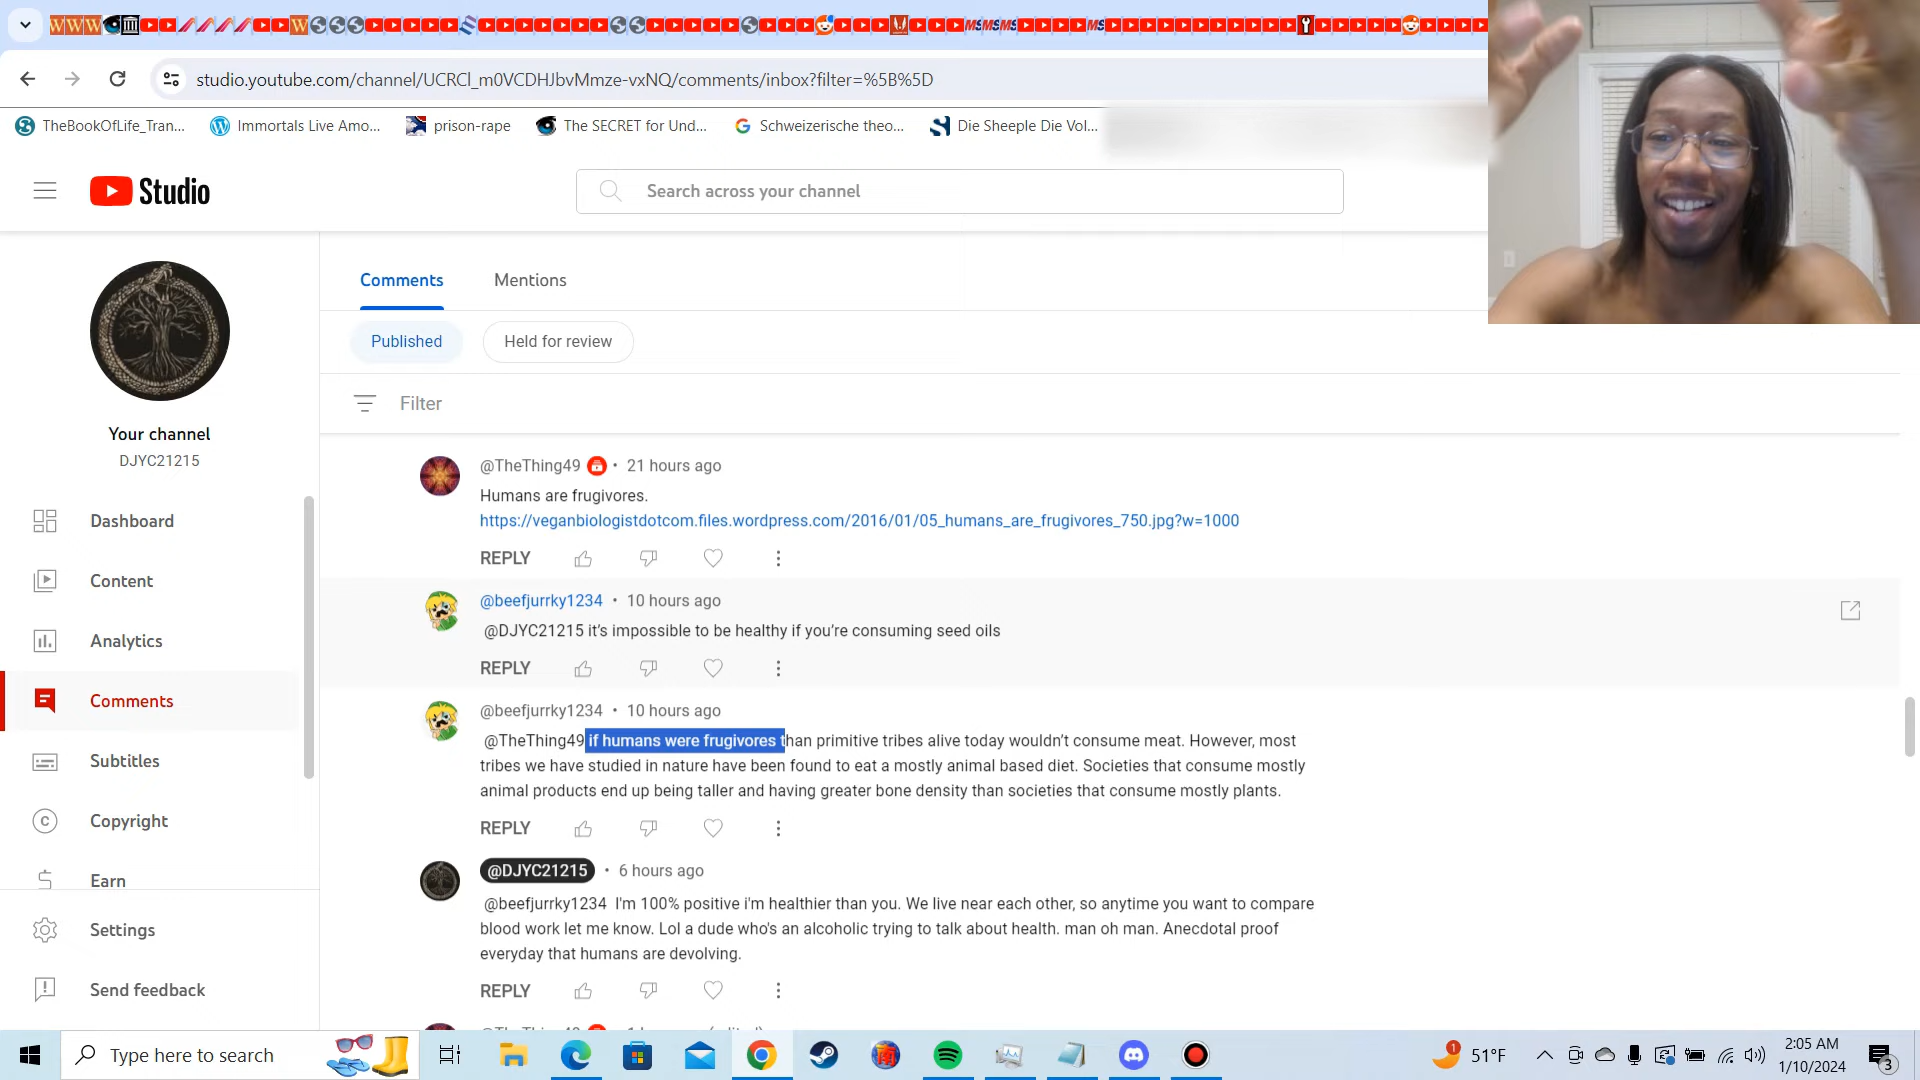 studio.youtube.com/channel/UCRCl_m0VCDHJbvMmze-vxNQ/comments/inbox?filter=%5B%5D
TheBookOfLife_Tran... Immortals Live Amo... prison-rape The SECRET for Und... Schweizerische theo... Die Sheeple Die Vol...
Studio
Search across your channel
Your channel
DJYC21215
Dashboard
Content
Analytics
Comments
Subtitles
Copyright
Earn
Settings
Send feedback
Comments Mentions
Published Held for review
Filter
@TheThing49 • 21 hours ago
Humans are frugivores.
https://veganbiologistdotcom.files.wordpress.com/2016/01/05_humans_are_frugivores_750.jpg?w=1000
REPLY
@beefjurrky1234 • 10 hours ago
@DJYC21215 it’s impossible to be healthy if you’re consuming seed oils
REPLY
@beefjurrky1234 • 10 hours ago
@TheThing49 if humans were frugivores than primitive tribes alive today wouldn’t consume meat. However, most
tribes we have studied in nature have been found to eat a mostly animal based diet. Societies that consume mostly
animal products end up being taller and having greater bone density than societies that consume mostly plants.
REPLY
@DJYC21215 • 6 hours ago
@beefjurrky1234 I'm 100% positive i'm healthier than you. We live near each other, so anytime you want to compare
blood work let me know. Lol a dude who's an alcoholic trying to talk about health. man oh man. Anecdotal proof
everyday that humans are devolving.
REPLY
Type here to search
51°F
2:05 AM
1/10/2024
3